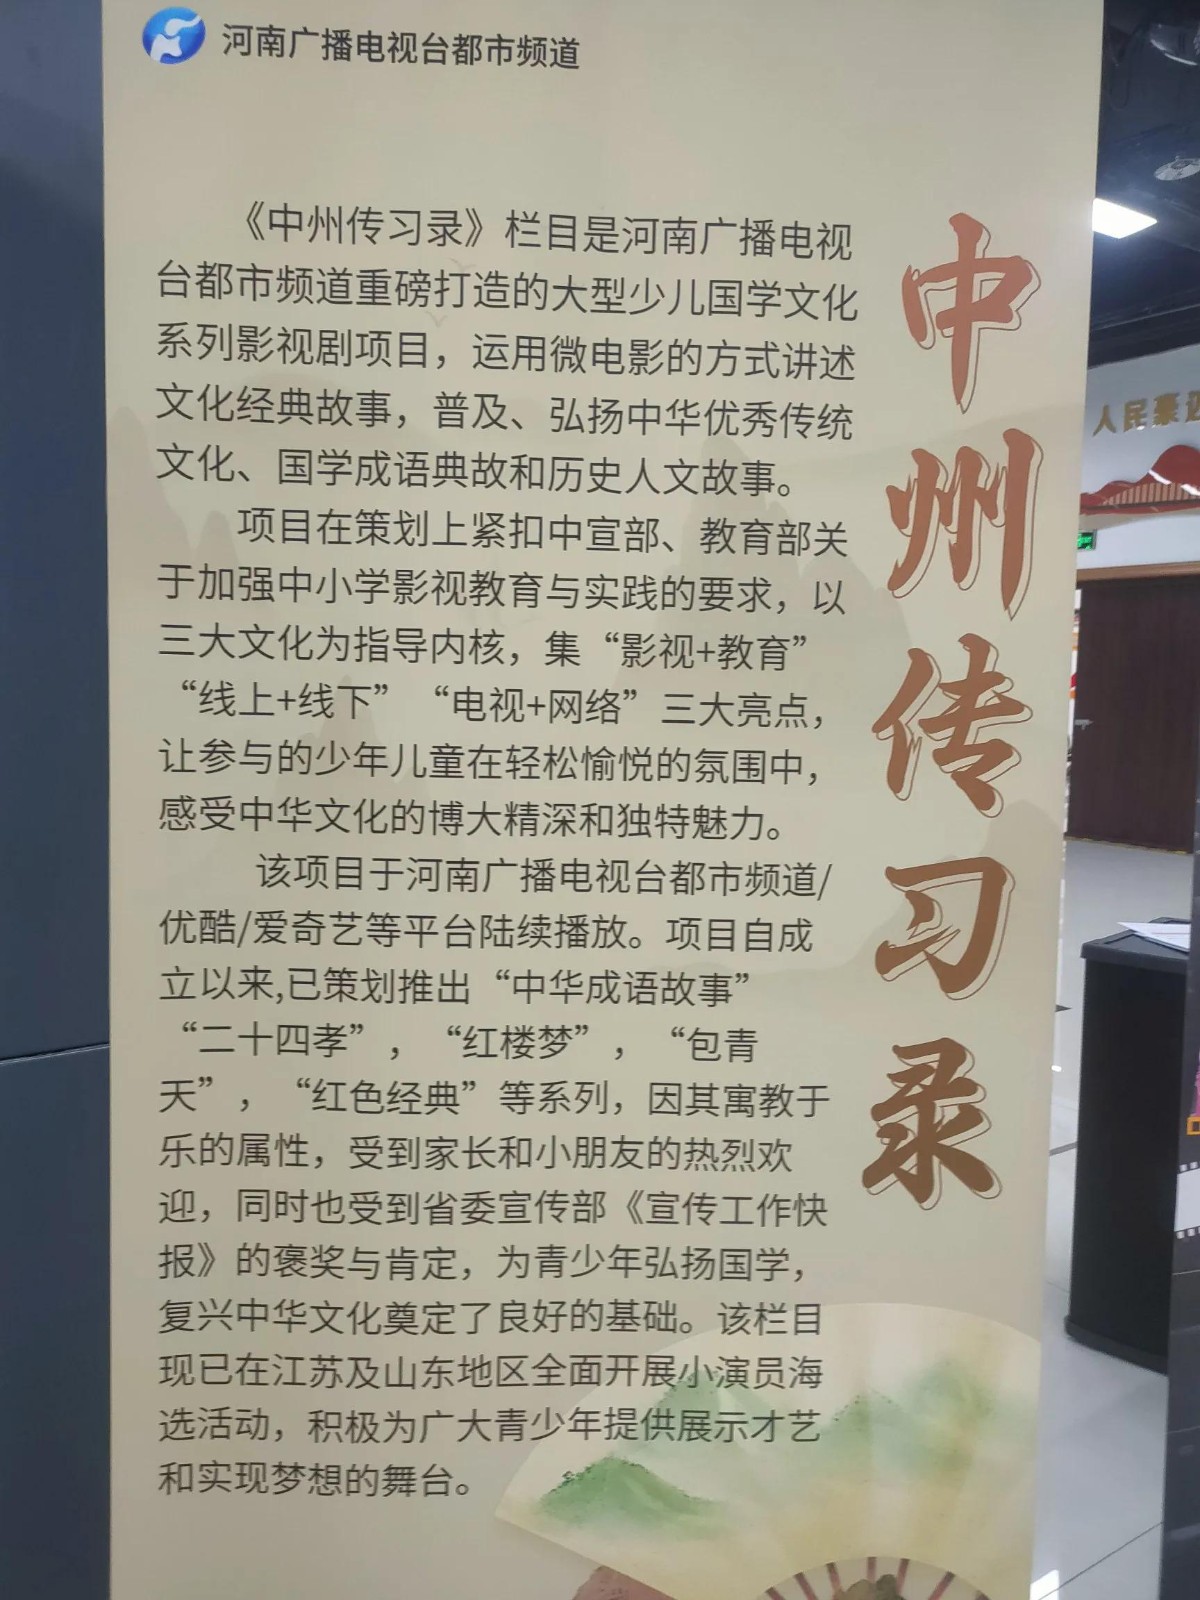 河南广播电视台都市频道
中州传习录
《中州传习录》栏目是河南广播电视
台都市频道重磅打造的大型少儿国学文化
系列影视剧项目，运用微电影的方式讲述
文化经典故事，普及、弘扬中华优秀传统
文化、国学成语典故和历史人文故事。
项目在策划上紧扣中宣部、教育部关
于加强中小学影视教育与实践的要求，以
三大文化为指导内核，集“影视+教育”
“线上+线下”“电视+网络”三大亮点，
让参与的少年儿童在轻松愉悦的氛围中，
感受中华文化的博大精深和独特魅力。
该项目于河南广播电视台都市频道/
优酷/爱奇艺等平台陆续播放。项目自成
立以来,已策划推出“中华成语故事”
“二十四孝”，“红楼梦”，“包青
天”，“红色经典”等系列，因其寓教于
乐的属性，受到家长和小朋友的热烈欢
迎，同时也受到省委宣传部《宣传工作快
报》的褒奖与肯定，为青少年弘扬国学，
复兴中华文化奠定了良好的基础。该栏目
现已在江苏及山东地区全面开展小演员海
选活动，积极为广大青少年提供展示才艺
和实现梦想的舞台。
人民豪迈